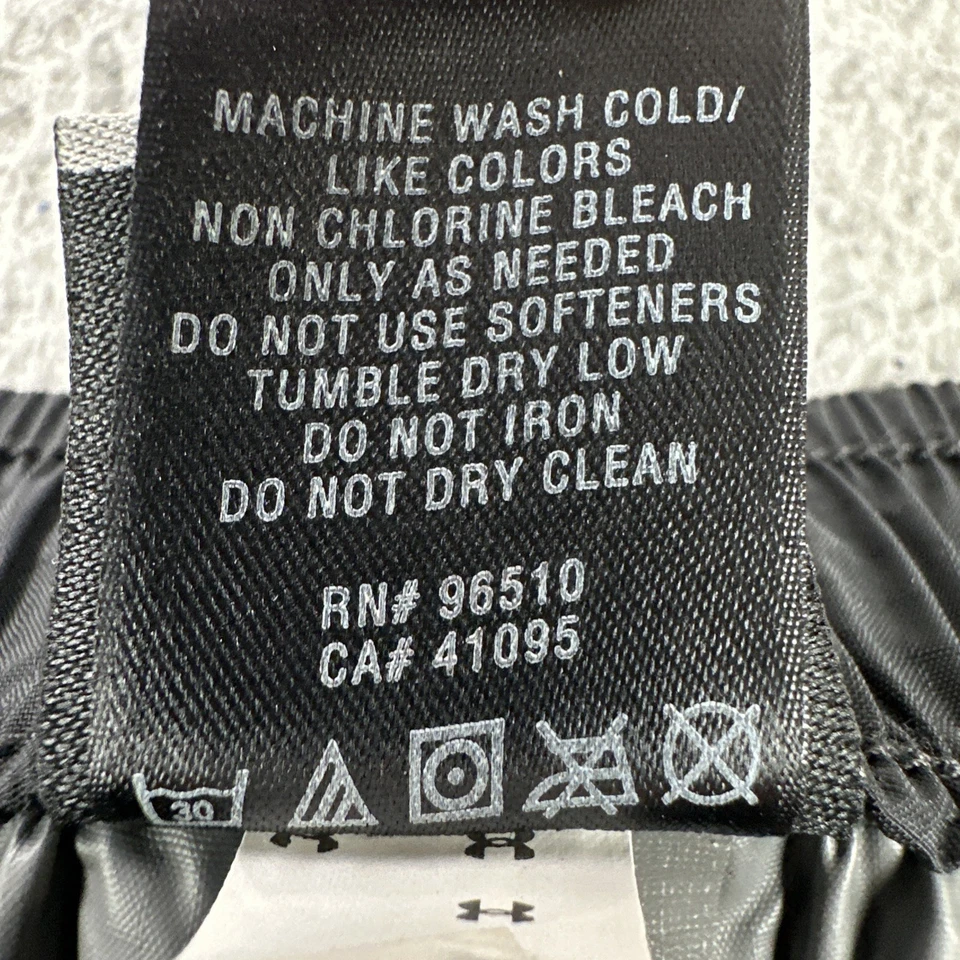 MACHINE WASH COLD/
LIKE COLORS
NON CHLORINE BLEACH
ONLY AS NEEDED
DO NOT USE SOFTENERS
TUMBLE DRY LOW
DO NOT IRON
DO NOT DRY CLEAN
RN# 96510
CA# 41095
30